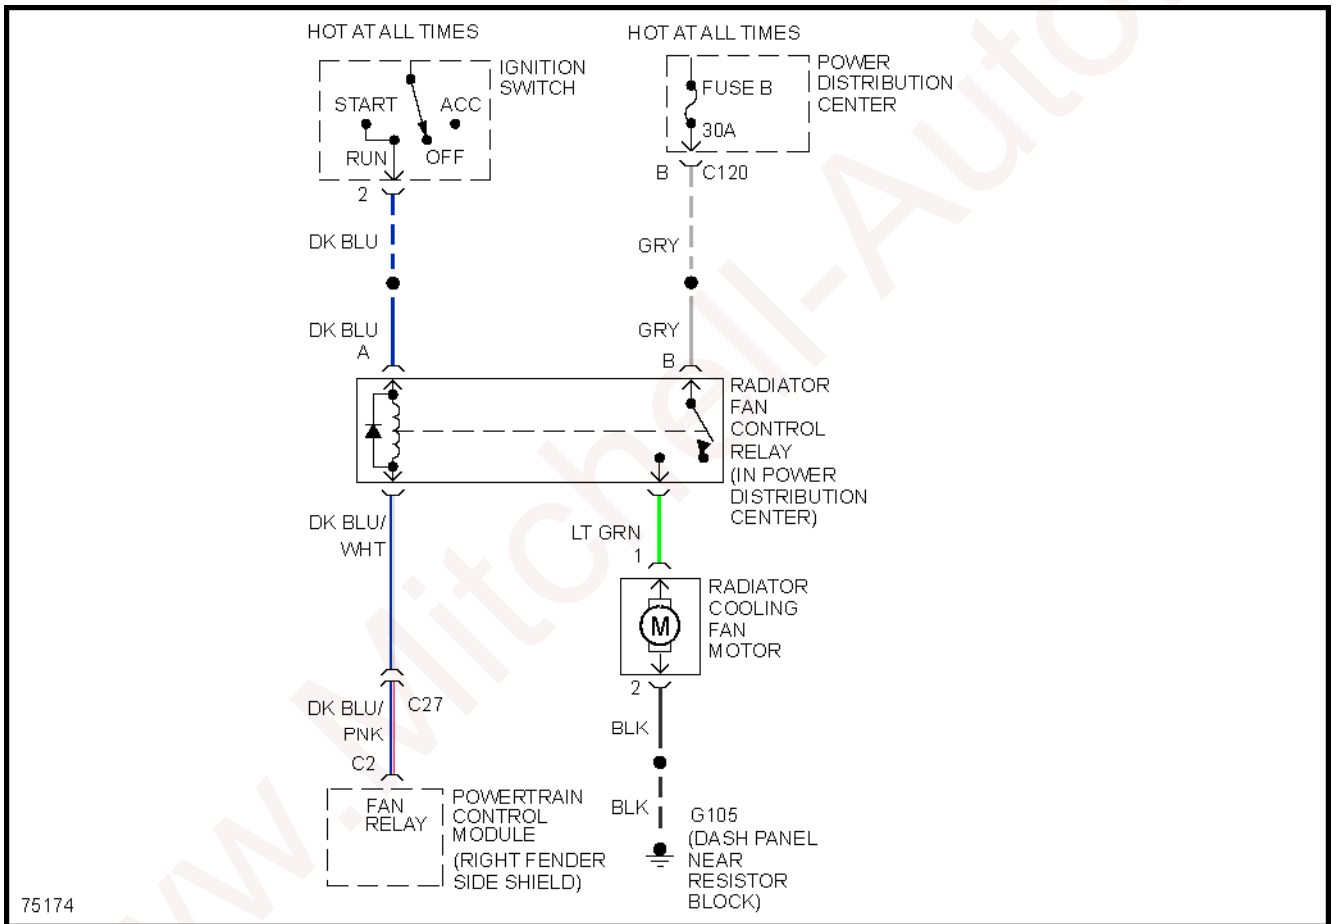 HOT AT ALL TIMES
IGNITION
SWITCH
START
ACC
RUN
OFF
2
DK BLU
DK BLU
A
HOT AT ALL TIMES
POWER
DISTRIBUTION
CENTER
FUSE B
30A
B
C120
GRY
GRY
B
RADIATOR
FAN
CONTROL
RELAY
(IN POWER
DISTRIBUTION
CENTER)
DK BLU/
WHT
C27
DK BLU/
PNK
C2
FAN
RELAY
POWERTRAIN
CONTROL
MODULE
(RIGHT FENDER
SIDE SHIELD)
LT GRN
1
M
RADIATOR
COOLING
FAN
MOTOR
2
BLK
BLK
G105
(DASH PANEL
NEAR
RESISTOR
BLOCK)
75174
www.Mitchell-Auto